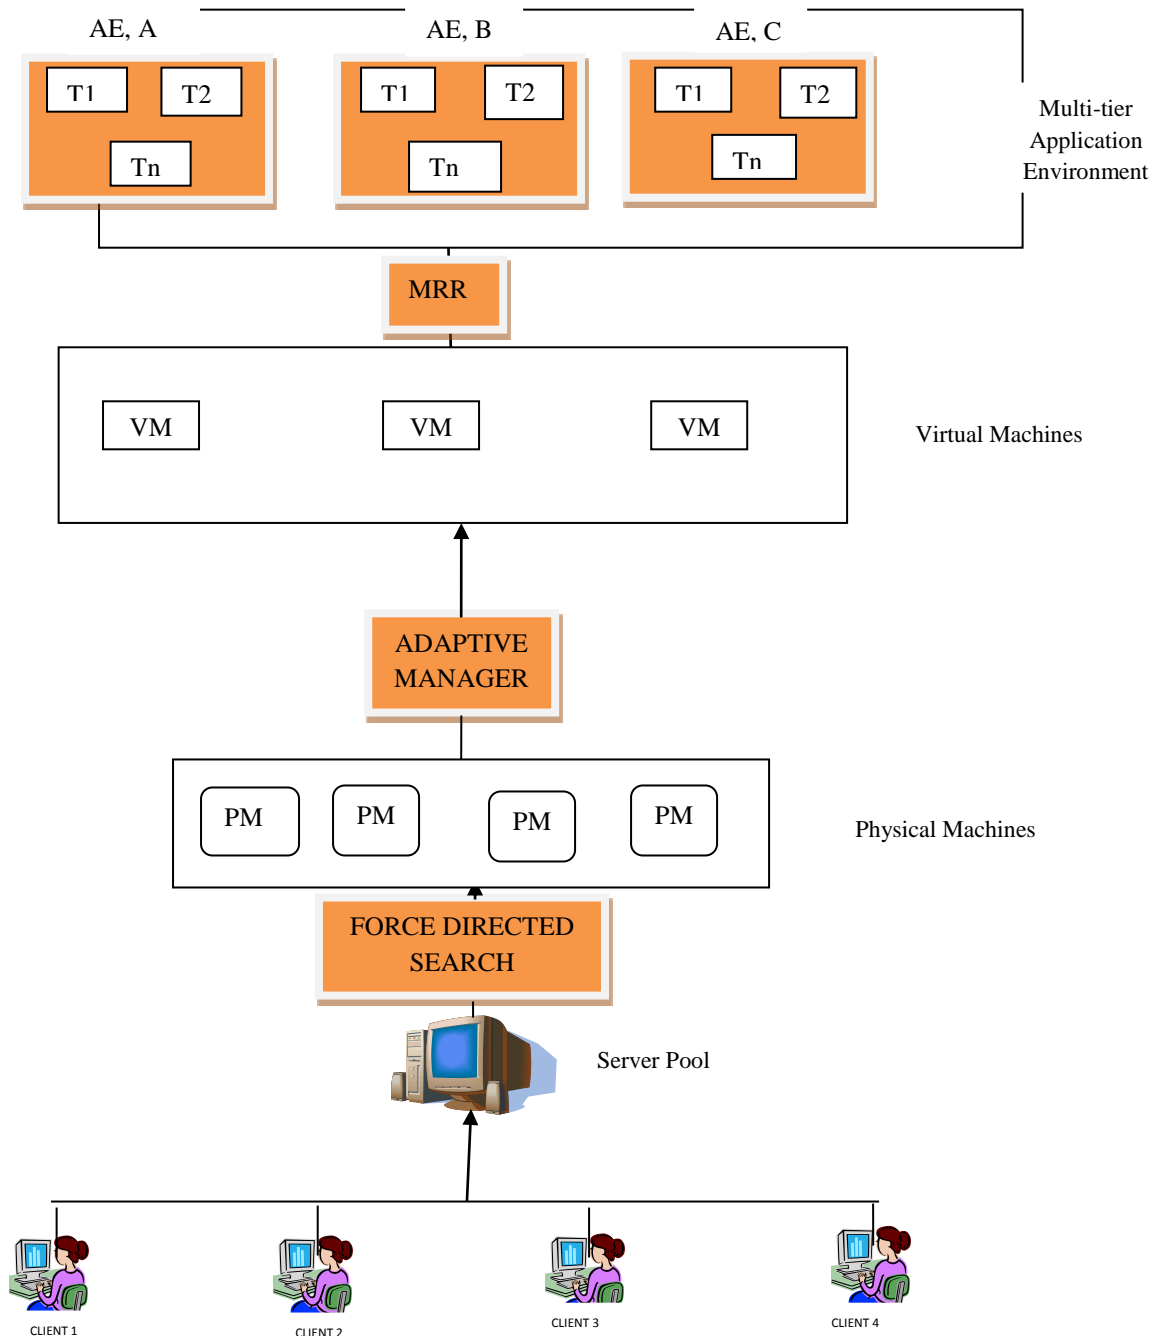 AE, A
AE, B
AE, C
T1
T2
T1
T2
T1
T2
Tn
Tn
Tn
Multi-tier
Application
Environment
MRR
VM
VM
VM
Virtual Machines
ADAPTIVE
MANAGER
PM
PM
PM
PM
Physical Machines
FORCE DIRECTED
SEARCH
Server Pool
CLIENT 1
CLIENT 2
CLIENT 3
CLIENT 4